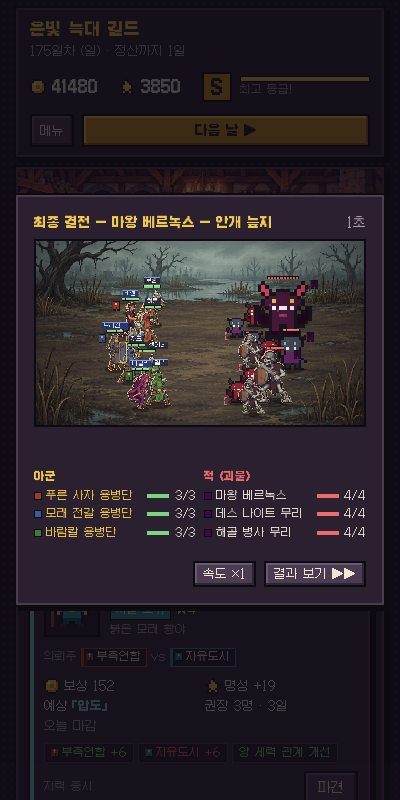 은빛 늑대 길드
175일차 (일) · 정산까지 1일
41480 3850 S 최고 등급!
메뉴 다음 날 ▶
최종 결전 — 마왕 베르녹스 — 안개 늪지 1초
아군 적 (괴물)
푸른 사자 용병단 3/3 마왕 베르녹스 4/4
모래 전갈 용병단 3/3 데스 나이트 무리 4/4
바람칼 용병단 3/3 해골 병사 무리 4/4
속도 ×1 결과 보기 ▶▶
붉은 모래 황야
의뢰주 부족연합 vs 자유도시
보상 152 명성 +19
예상 「압도」 권장 3명 · 3일
오늘 마감
부족연합 +6 자유도시 +6 양 세력 관계 개선
지력 중시 파견